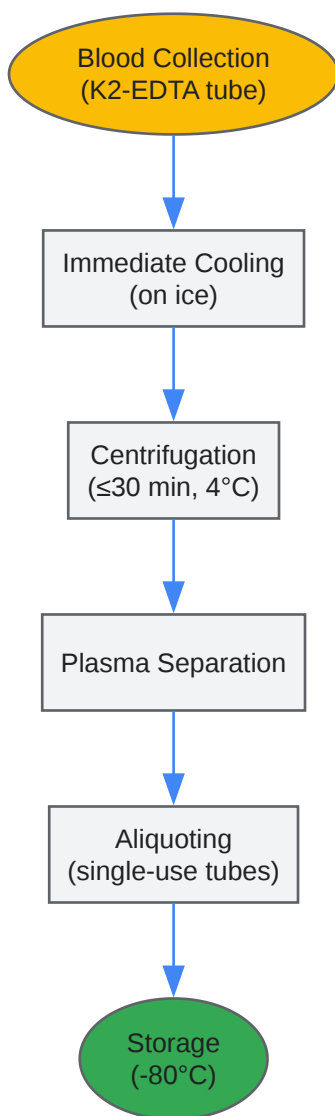 Blood Collection
(K2-EDTA tube)
Immediate Cooling
(on ice)
Centrifugation
(≤30 min, 4°C)
Plasma Separation
Aliquoting
(single-use tubes)
Storage
(-80°C)